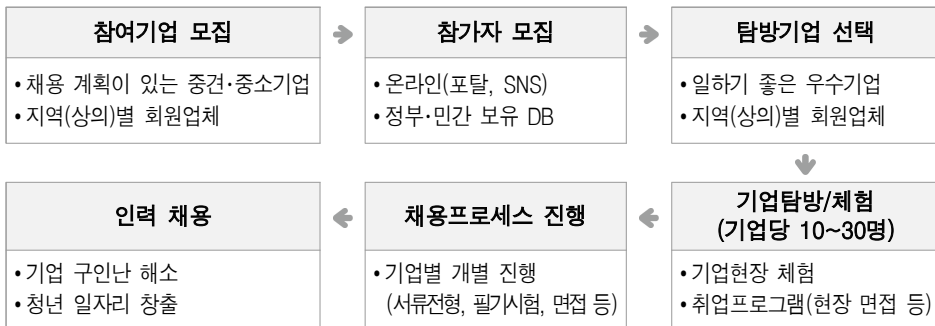 참여기업 모집
• 채용 계획이 있는 중견·중소기업
• 지역(상의)별 회원업체
참가자 모집
• 온라인(포탈, SNS)
• 정부·민간 보유 DB
탐방기업 선택
• 일하기 좋은 우수기업
• 지역(상의)별 회원업체
기업탐방/체험
(기업당 10~30명)
• 기업현장 체험
• 취업프로그램(현장 면접 등)
채용프로세스 진행
• 기업별 개별 진행
(서류전형, 필기시험, 면접 등)
인력 채용
• 기업 구인난 해소
• 청년 일자리 창출